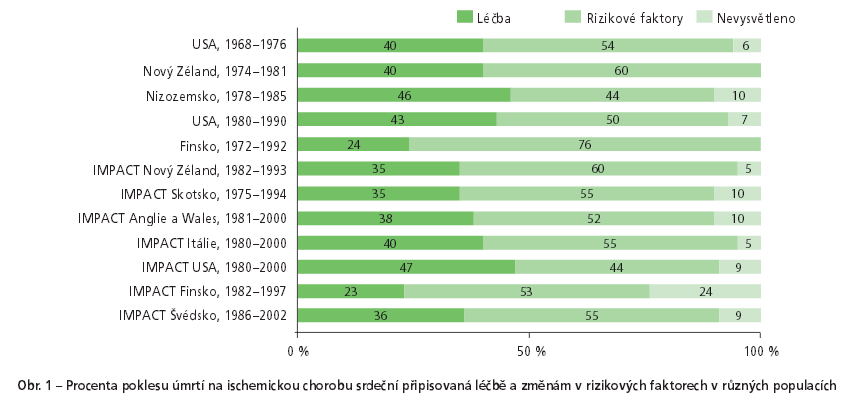 Léčba Rizikové faktory Nevysvětleno
USA, 1968–1976 40 54 6
Nový Zéland, 1974–1981 40 60
Nizozemsko, 1978–1985 46 44 10
USA, 1980–1990 43 50 7
Finsko, 1972–1992 24 76
IMPACT Nový Zéland, 1982–1993 35 60 5
IMPACT Skotsko, 1975–1994 35 55 10
IMPACT Anglie a Wales, 1981–2000 38 52 10
IMPACT Itálie, 1980–2000 40 55 5
IMPACT USA, 1980–2000 47 44 9
IMPACT Finsko, 1982–1997 23 53 24
IMPACT Švédsko, 1986–2002 36 55 9
0 % 50 % 100 %
Obr. 1 – Procenta poklesu úmrtí na ischemickou chorobu srdeční připisovaná léčbě a změnám v rizikových faktorech v různých populacích